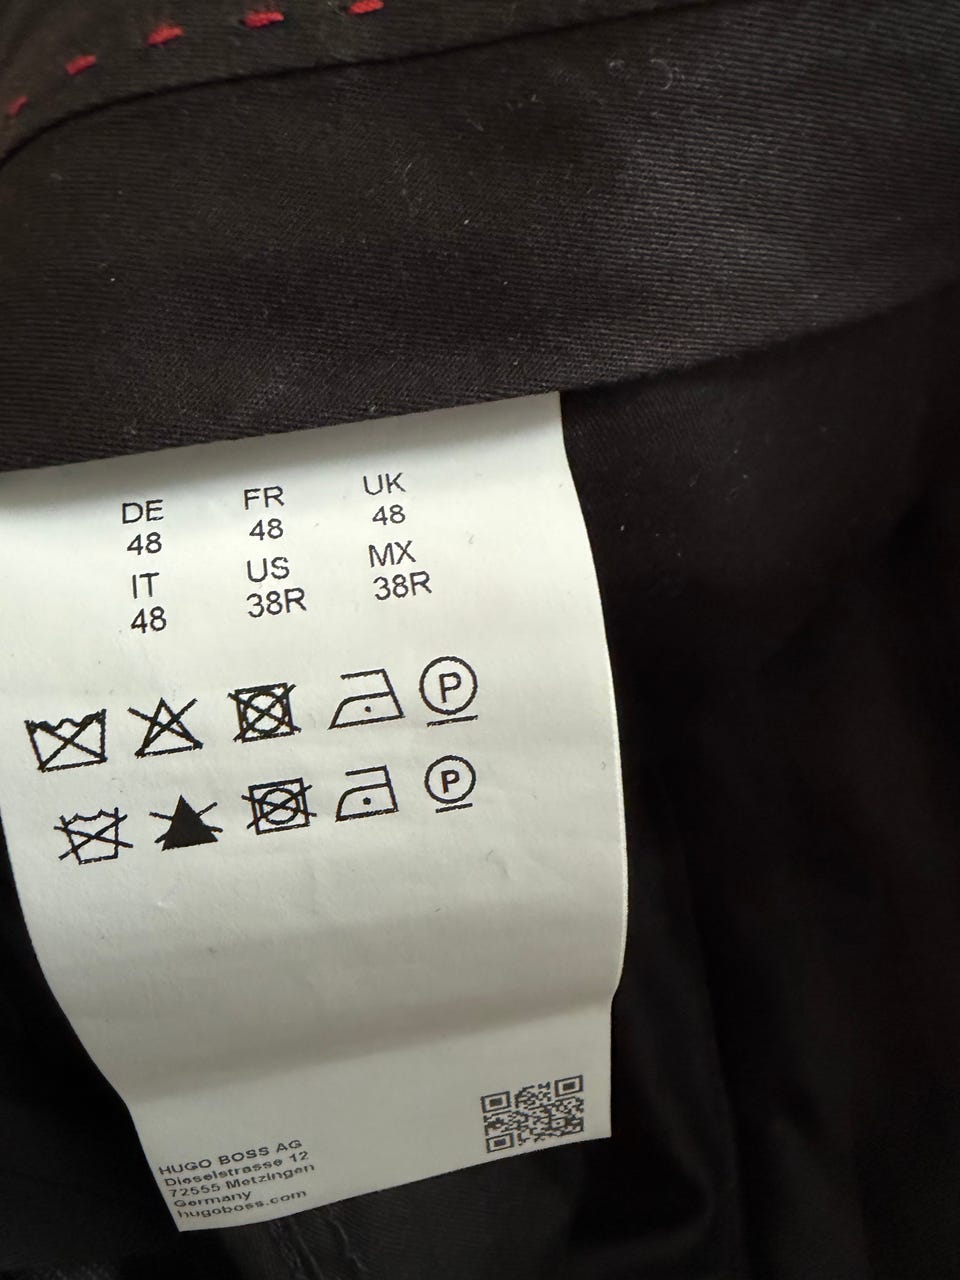 DE FR UK
48 48 48
IT US MX
48 38R 38R
P
P
HUGO BOSS AG
Dieselstrasse 12
72555 Metzingen
Germany
hugoboss.com